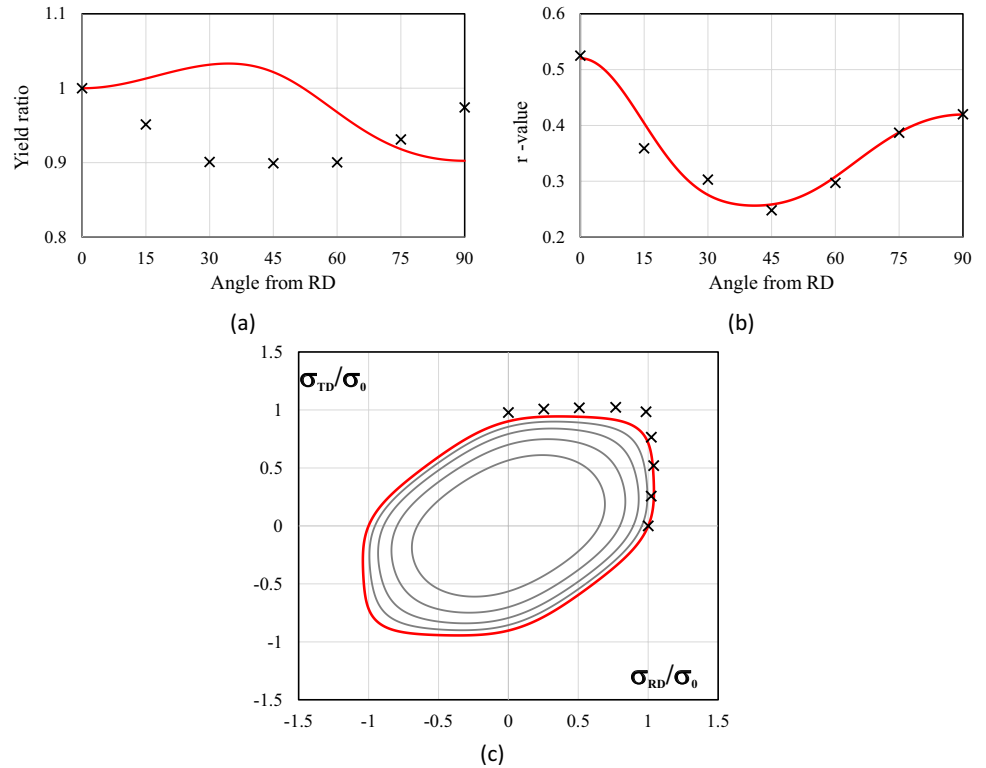 1.1
1
0.9
0.8
Yield ratio
0 15 30 45 60 75 90
Angle from RD
(a)
0.6
0.5
0.4
0.3
0.2
r -value
0 15 30 45 60 75 90
Angle from RD
(b)
1.5
1
0.5
0
-0.5
-1
-1.5
σTD/σ0
σRD/σ0
-1.5 -1 -0.5 0 0.5 1 1.5
(c)